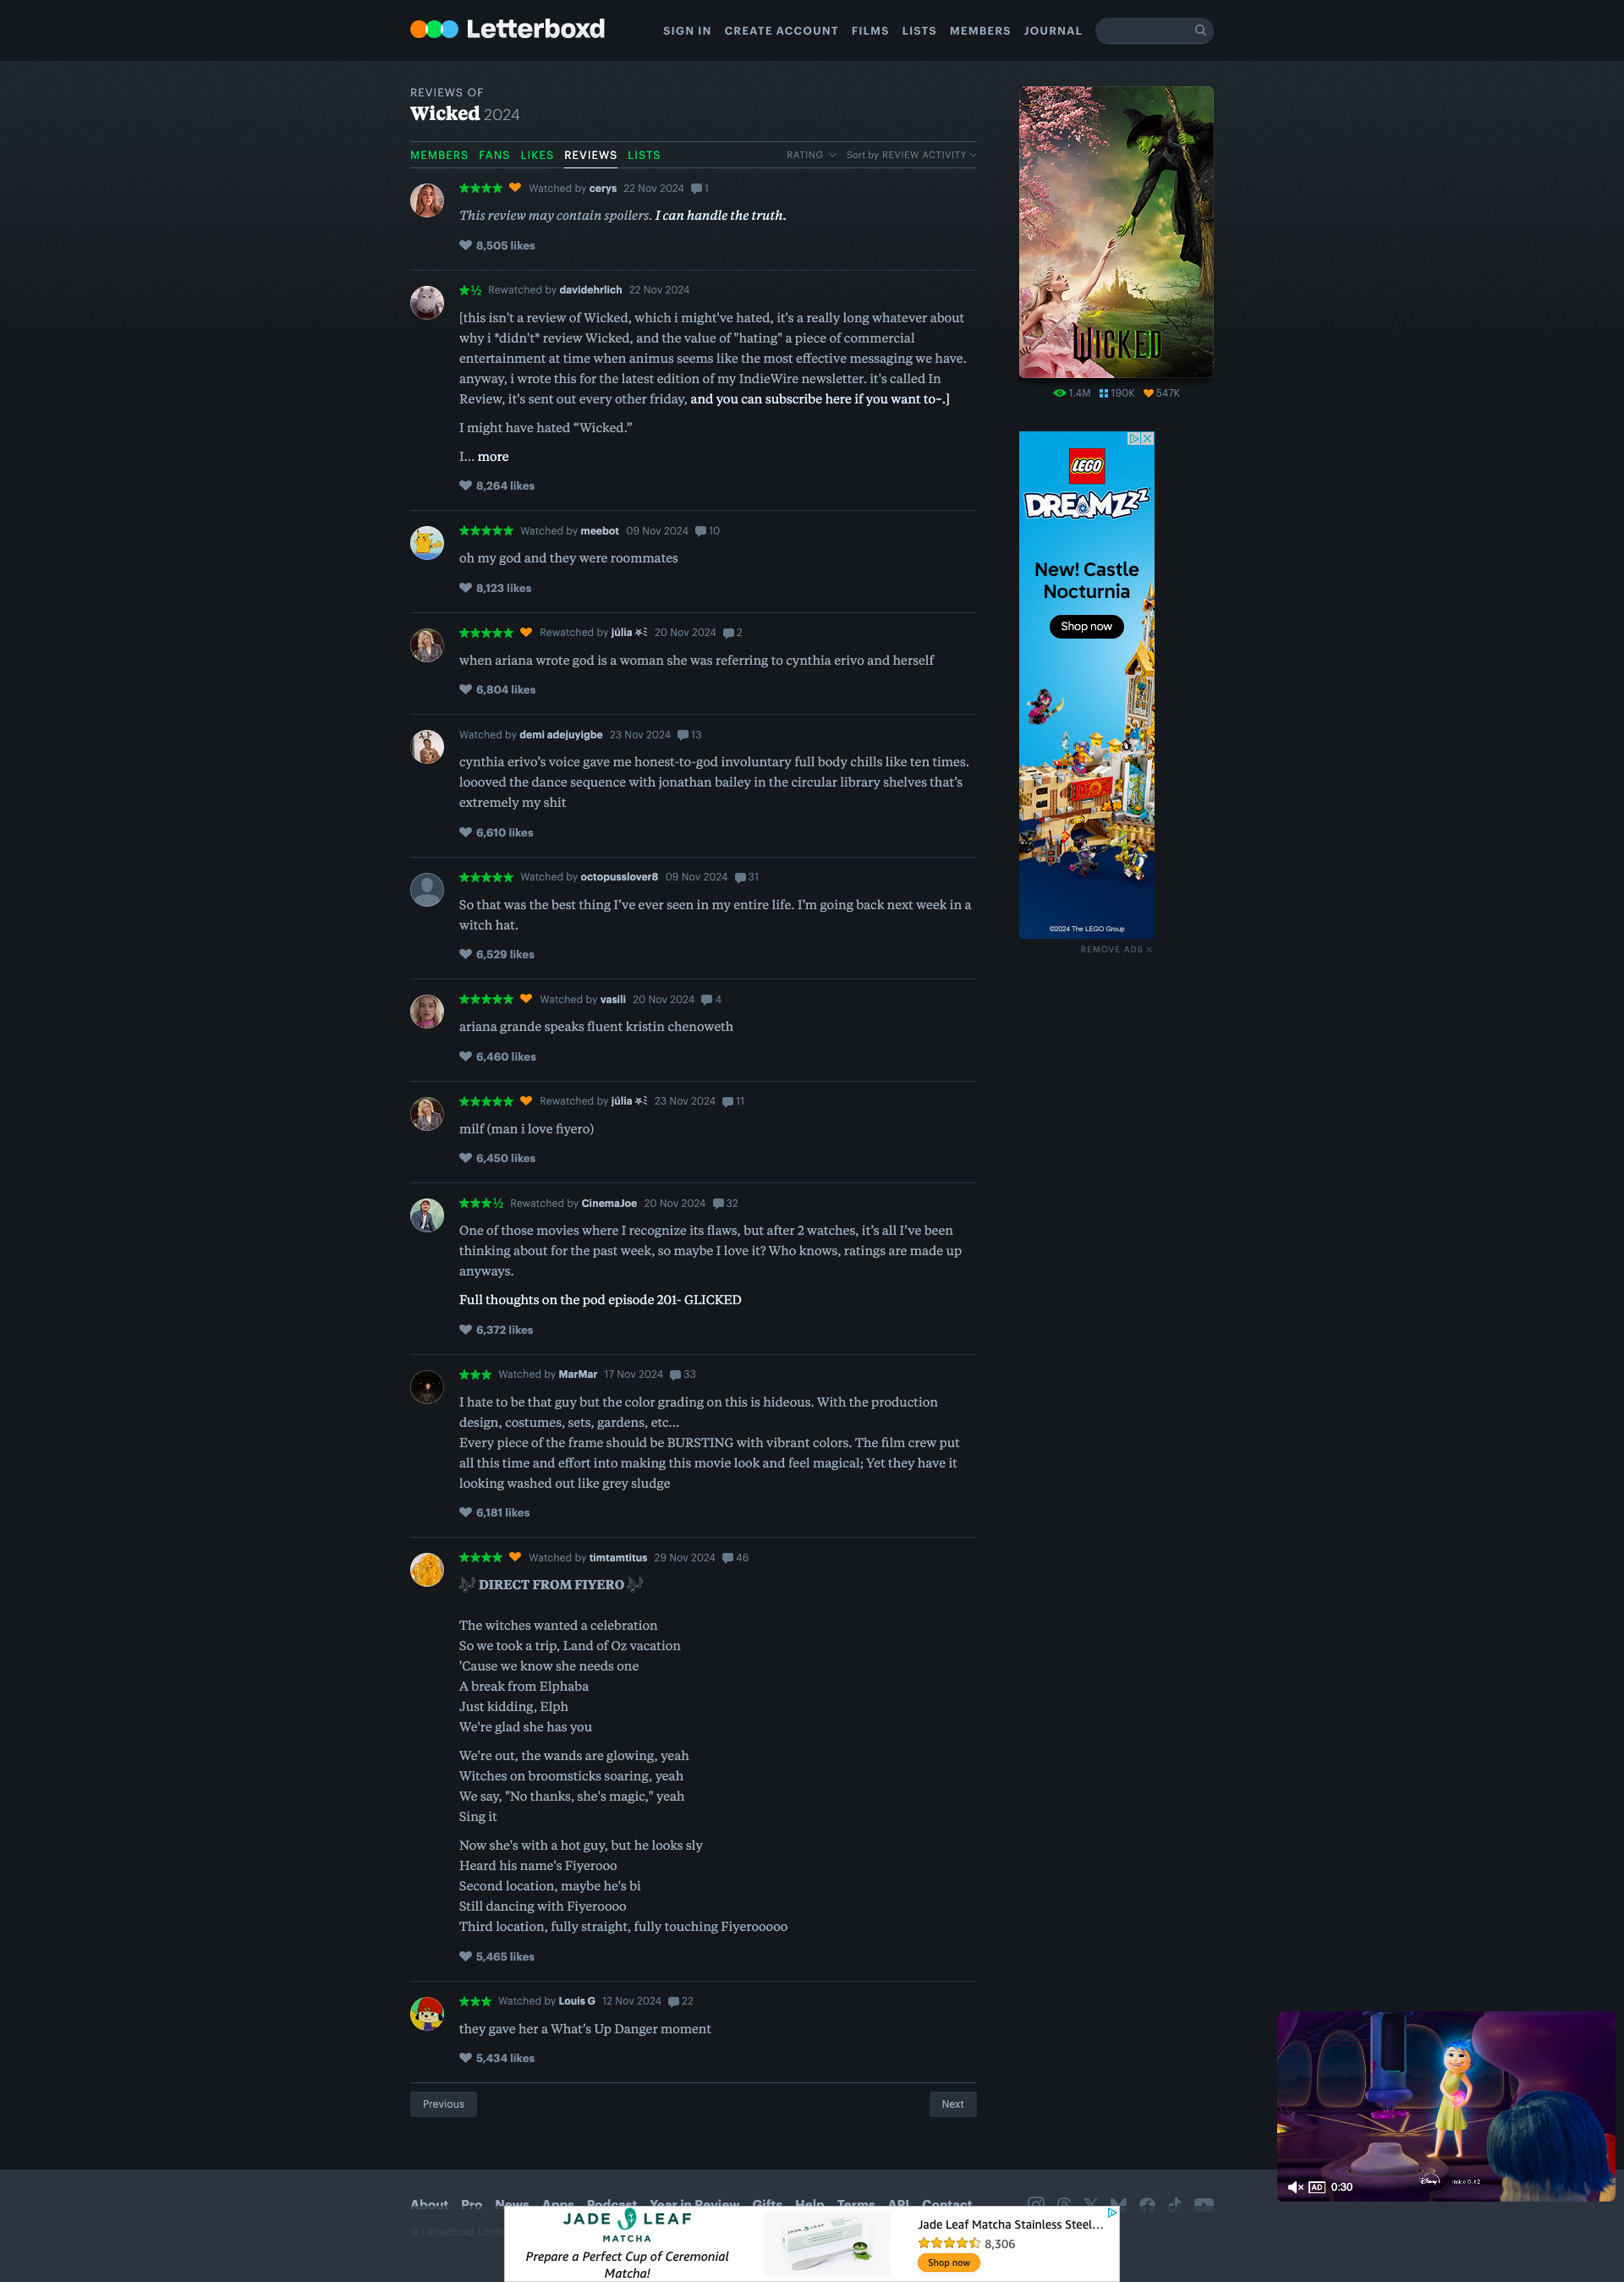 Letterboxd
SIGN IN CREATE ACCOUNT FILMS LISTS MEMBERS JOURNAL
REVIEWS OF
Wicked 2024
MEMBERS FANS LIKES REVIEWS LISTS
RATING Sort by REVIEW ACTIVITY
★★★★ Watched by cerys 22 Nov 2024 1
This review may contain spoilers. I can handle the truth.
8,505 likes
★½ Rewatched by davidehrlich 22 Nov 2024
[this isn't a review of Wicked, which i might've hated, it's a really long whatever about
why i *didn't* review Wicked, and the value of "hating" a piece of commercial
entertainment at time when animus seems like the most effective messaging we have.
anyway, i wrote this for the latest edition of my IndieWire newsletter. it's called In
Review, it's sent out every other friday, and you can subscribe here if you want to~.]
I might have hated “Wicked.”
I... more
8,264 likes
★★★★★ Watched by meebot 09 Nov 2024 10
oh my god and they were roommates
8,123 likes
★★★★★ Rewatched by júlia 20 Nov 2024 2
when ariana wrote god is a woman she was referring to cynthia erivo and herself
6,804 likes
Watched by demi adejuyigbe 23 Nov 2024 13
cynthia erivo’s voice gave me honest-to-god involuntary full body chills like ten times.
loooved the dance sequence with jonathan bailey in the circular library shelves that’s
extremely my shit
6,610 likes
★★★★★ Watched by octopusslover8 09 Nov 2024 31
So that was the best thing I’ve ever seen in my entire life. I’m going back next week in a
witch hat.
6,529 likes
★★★★★ Watched by vasili 20 Nov 2024 4
ariana grande speaks fluent kristin chenoweth
6,460 likes
★★★★★ Rewatched by júlia 23 Nov 2024 11
milf (man i love fiyero)
6,450 likes
★★★½ Rewatched by CinemaJoe 20 Nov 2024 32
One of those movies where I recognize its flaws, but after 2 watches, it’s all I’ve been
thinking about for the past week, so maybe I love it? Who knows, ratings are made up
anyways.
Full thoughts on the pod episode 201- GLICKED
6,372 likes
★★★ Watched by MarMar 17 Nov 2024 33
I hate to be that guy but the color grading on this is hideous. With the production
design, costumes, sets, gardens, etc…
Every piece of the frame should be BURSTING with vibrant colors. The film crew put
all this time and effort into making this movie look and feel magical; Yet they have it
looking washed out like grey sludge
6,181 likes
★★★★ Watched by timtamtitus 29 Nov 2024 46
🎶 DIRECT FROM FIYERO 🎶
The witches wanted a celebration
So we took a trip, Land of Oz vacation
'Cause we know she needs one
A break from Elphaba
Just kidding, Elph
We're glad she has you
We're out, the wands are glowing, yeah
Witches on broomsticks soaring, yeah
We say, "No thanks, she's magic," yeah
Sing it
Now she's with a hot guy, but he looks sly
Heard his name's Fiyerooo
Second location, maybe he's bi
Still dancing with Fiyeroooo
Third location, fully straight, fully touching Fiyerooooo
5,465 likes
★★★ Watched by Louis G 12 Nov 2024 22
they gave her a What’s Up Danger moment
5,434 likes
Previous Next
WICKED
1.4M 190K 547K
LEGO
DREAMZzz
New! Castle
Nocturnia
Shop now
©2024 The LEGO Group
REMOVE ADS ×
AD 0:30
Disney
About Pro News Apps Podcast Year in Review Gifts Help Terms API Contact
© Letterboxd Limite
JADE LEAF
MATCHA
Prepare a Perfect Cup of Ceremonial
Matcha!
Jade Leaf Matcha Stainless Steel...
8,306
Shop now